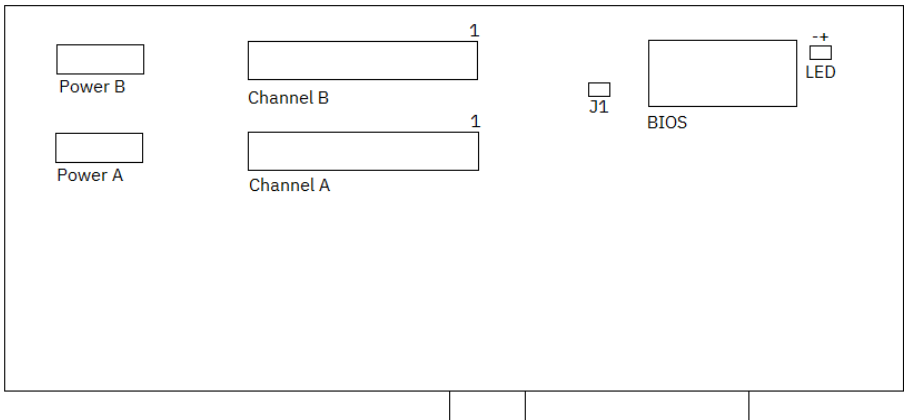 1
-+
Power B
Channel B
LED
J1
BIOS
1
Power A
Channel A